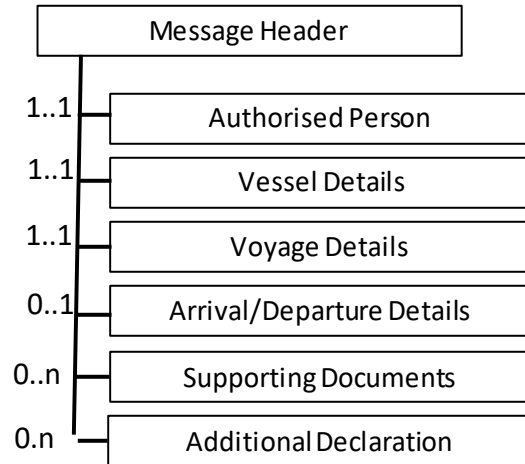 Message Header
1..1 Authorised Person
1..1 Vessel Details
1..1 Voyage Details
0..1 Arrival/Departure Details
0..n Supporting Documents
0.n Additional Declaration